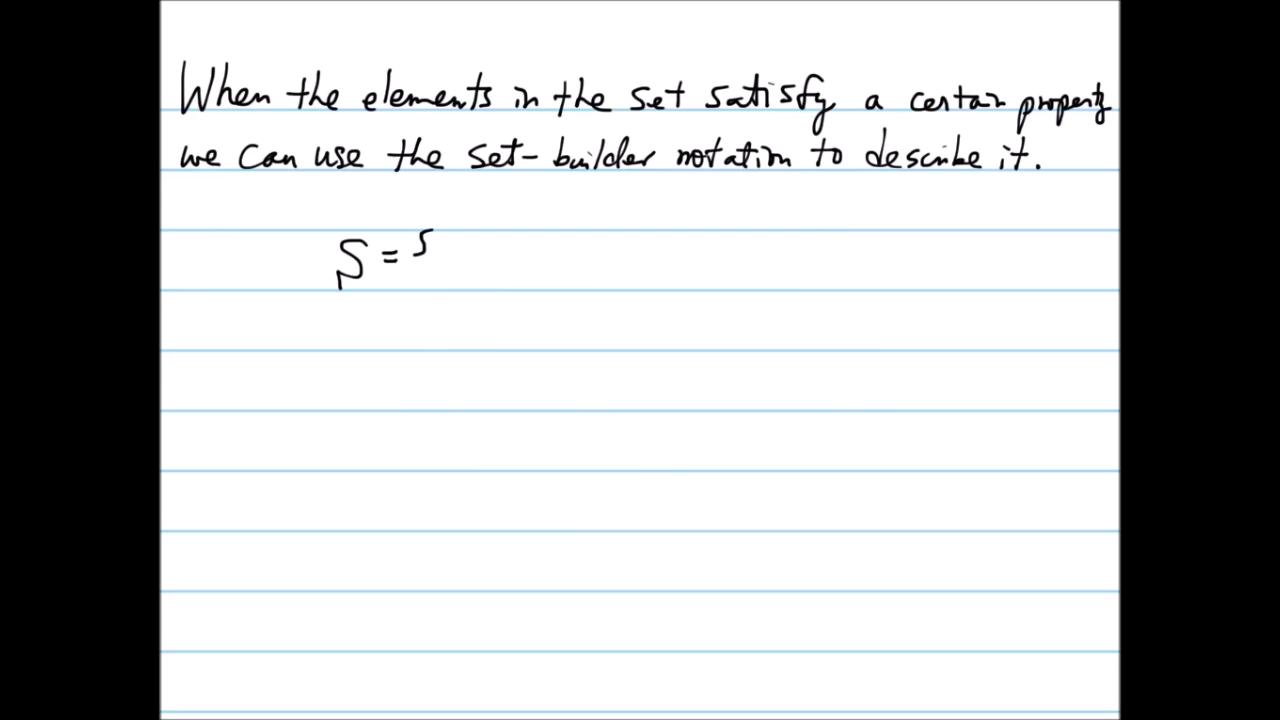 When the elements in the set satisfy a certain property
we can use the set-builder notation to describe it.
S =